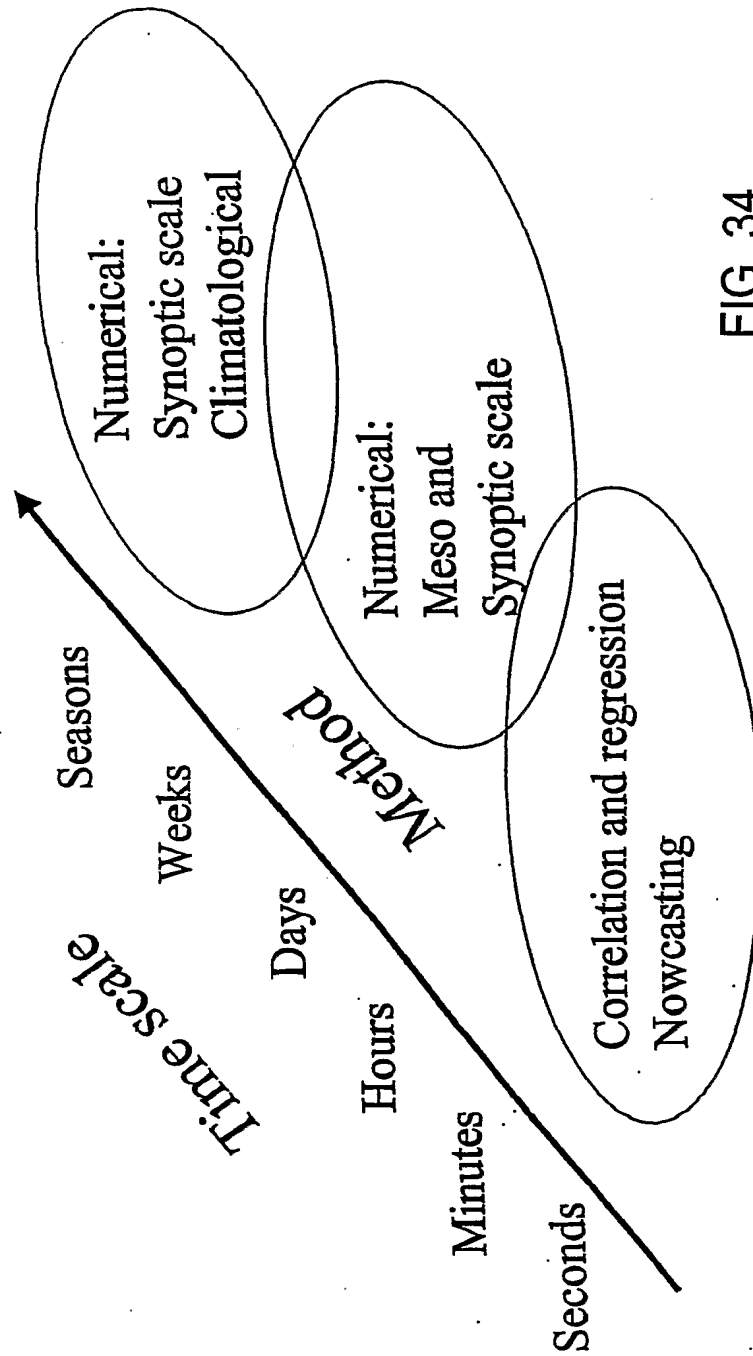 Time scale
Seasons
Weeks
Days
Hours
Minutes
Seconds
Method
Numerical:
Synoptic scale
Climatological
Numerical:
Meso and
Synoptic scale
Correlation and regression
Nowcasting
FIG. 34